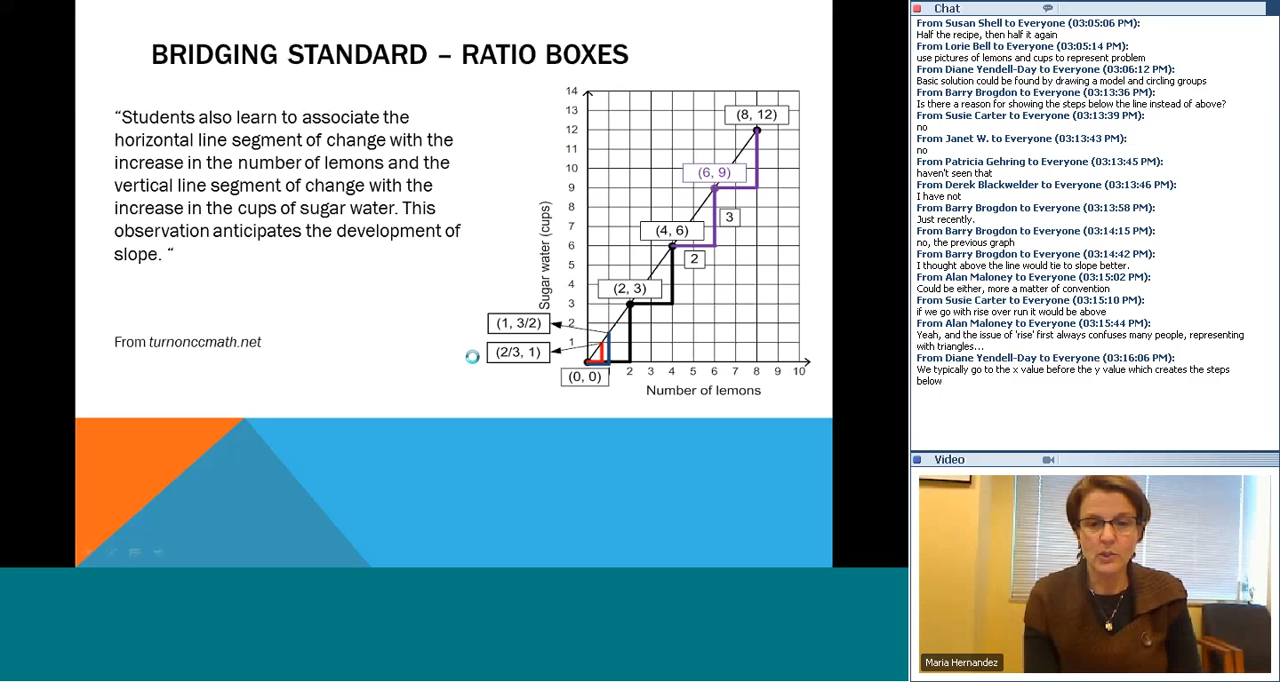 BRIDGING STANDARD – RATIO BOXES
“Students also learn to associate the
horizontal line segment of change with the
increase in the number of lemons and the
vertical line segment of change with the
increase in the cups of sugar water. This
observation anticipates the development of
slope. “
From turnonccmath.net
14
13
12
11
10
9
8
7
6
5
4
3
2
1
Sugar water (cups)
(8, 12)
(6, 9)
3
(4, 6)
2
(2, 3)
(1, 3/2)
(2/3, 1)
(0, 0)
2 3 4 5 6 7 8 9 10
Number of lemons
Chat
From Susan Shell to Everyone (03:05:06 PM):
Half the recipe, then half it again
From Lorie Bell to Everyone (03:05:14 PM):
use pictures of lemons and cups to represent problem
From Diane Yendell-Day to Everyone (03:06:12 PM):
Basic solution could be found by drawing a model and circling groups
From Barry Brogdon to Everyone (03:13:36 PM):
Is there a reason for showing the steps below the line instead of above?
From Susie Carter to Everyone (03:13:39 PM):
no
From Janet W. to Everyone (03:13:43 PM):
no
From Patricia Gehring to Everyone (03:13:45 PM):
haven't seen that
From Derek Blackwelder to Everyone (03:13:46 PM):
I have not
From Barry Brogdon to Everyone (03:13:58 PM):
Just recently.
From Barry Brogdon to Everyone (03:14:15 PM):
no, the previous graph
From Barry Brogdon to Everyone (03:14:42 PM):
I thought above the line would tie to slope better.
From Alan Maloney to Everyone (03:15:02 PM):
Could be either, more a matter of convention
From Susie Carter to Everyone (03:15:10 PM):
if we go with rise over run it would be above
From Alan Maloney to Everyone (03:15:44 PM):
Yeah, and the issue of 'rise' first always confuses many people, representing
with triangles...
From Diane Yendell-Day to Everyone (03:16:06 PM):
We typically go to the x value before the y value which creates the steps
below
Video
Maria Hernandez